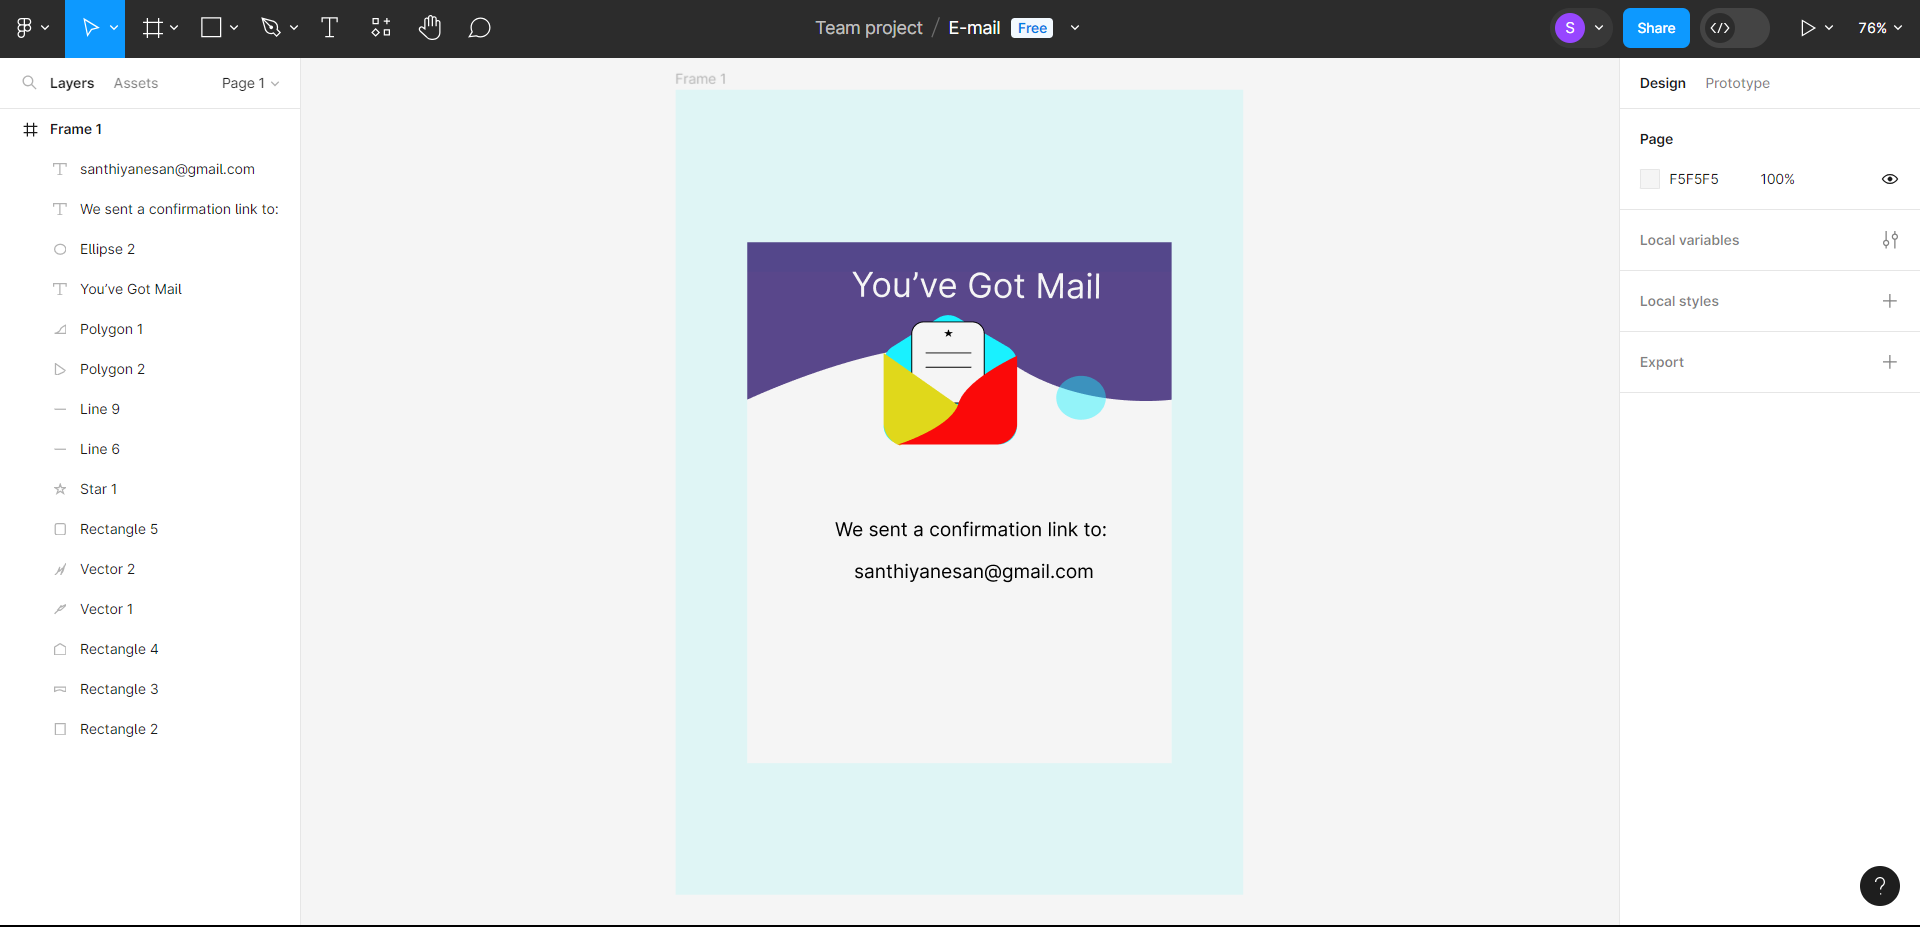 Team project / E-mail Free
S
Share
76%
Layers Assets Page 1
Frame 1
santhiyanesan@gmail.com
We sent a confirmation link to:
Ellipse 2
You’ve Got Mail
Polygon 1
Polygon 2
Line 9
Line 6
Star 1
Rectangle 5
Vector 2
Vector 1
Rectangle 4
Rectangle 3
Rectangle 2
Frame 1
You’ve Got Mail
We sent a confirmation link to:
santhiyanesan@gmail.com
Design Prototype
Page
F5F5F5 100%
Local variables
Local styles
Export
?